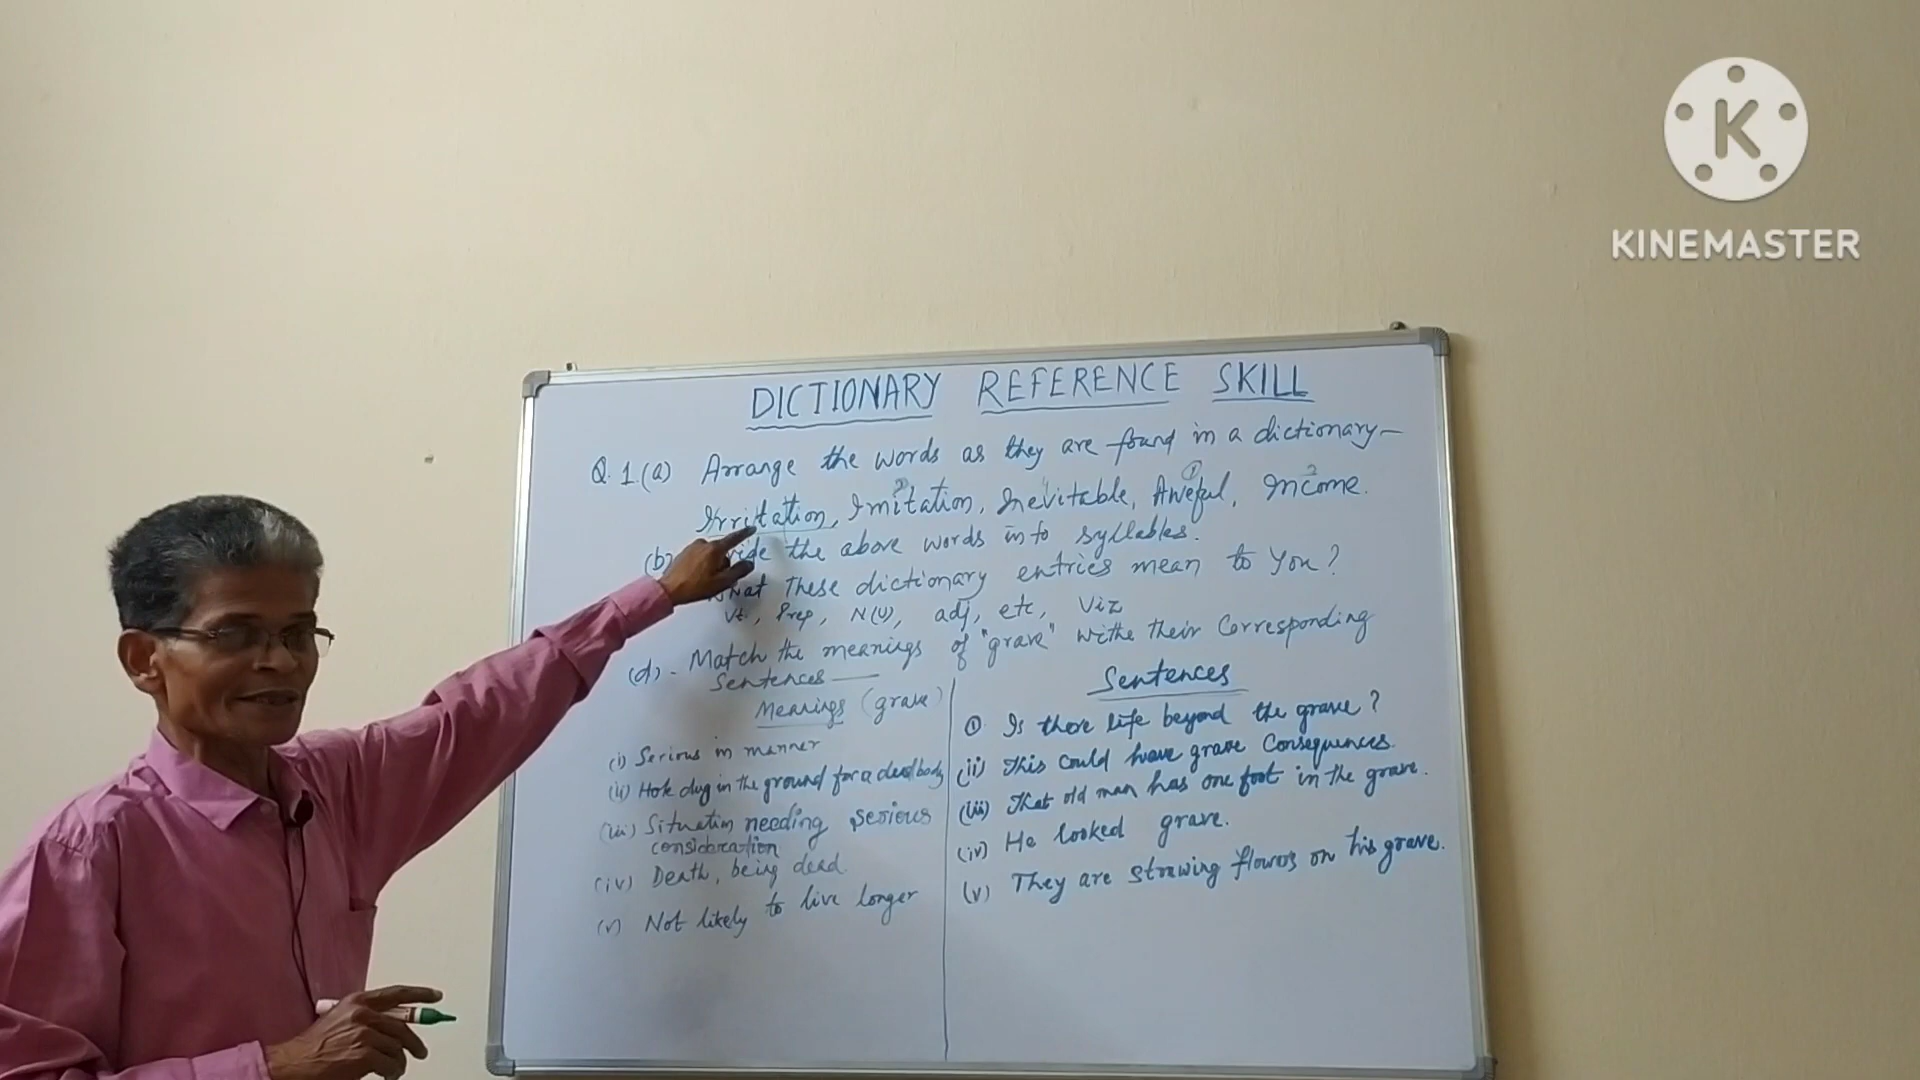 K
KINEMASTER
DICTIONARY REFERENCE SKILL
Q. 1.(a) Arrange the words as they are found in a dictionary—
Irritation, Imitation, Inevitable, Aweful, Income.
(b) vide the above words into syllables.
What these dictionary entries mean to you?
Vt., Prep, N(U), adj, etc, Viz
(d) - Match the meanings of "grave" withe their corresponding
sentences —
Meanings (grave)
(i) Serious in manner
(ii) Hole dug in the ground for a dead body
(iii) Situation needing serious
consideration
(iv) Death, being dead.
(v) Not likely to live longer
Sentences
① Is there life beyond the grave?
(ii) This could have grave consequences.
(iii) That old man has one foot in the grave.
(iv) He looked grave.
(v) They are strewing flowers on his grave.